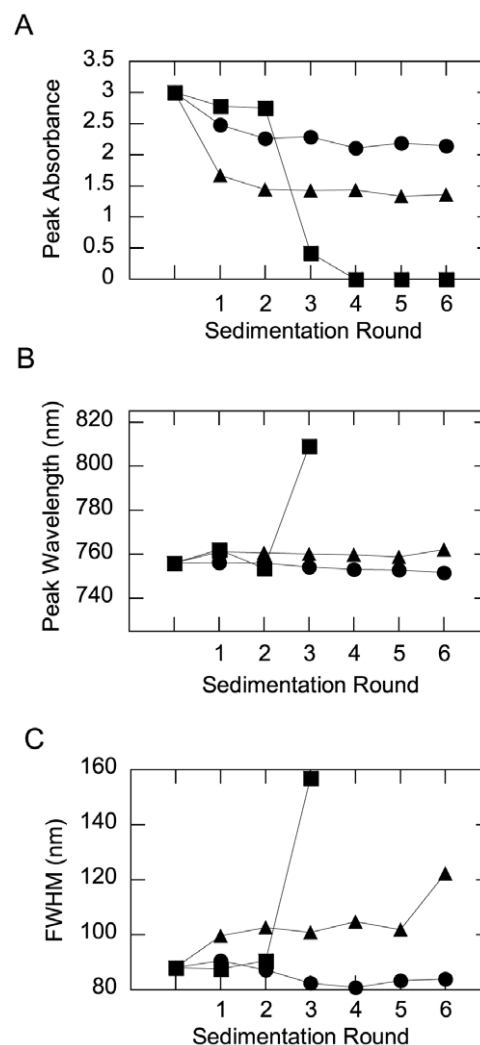 A
3.5
3
2.5
2
1.5
1
0.5
0
Peak Absorbance
1 2 3 4 5 6
Sedimentation Round
B
820
800
780
760
740
Peak Wavelength (nm)
1 2 3 4 5 6
Sedimentation Round
C
160
140
120
100
80
FWHM (nm)
1 2 3 4 5 6
Sedimentation Round